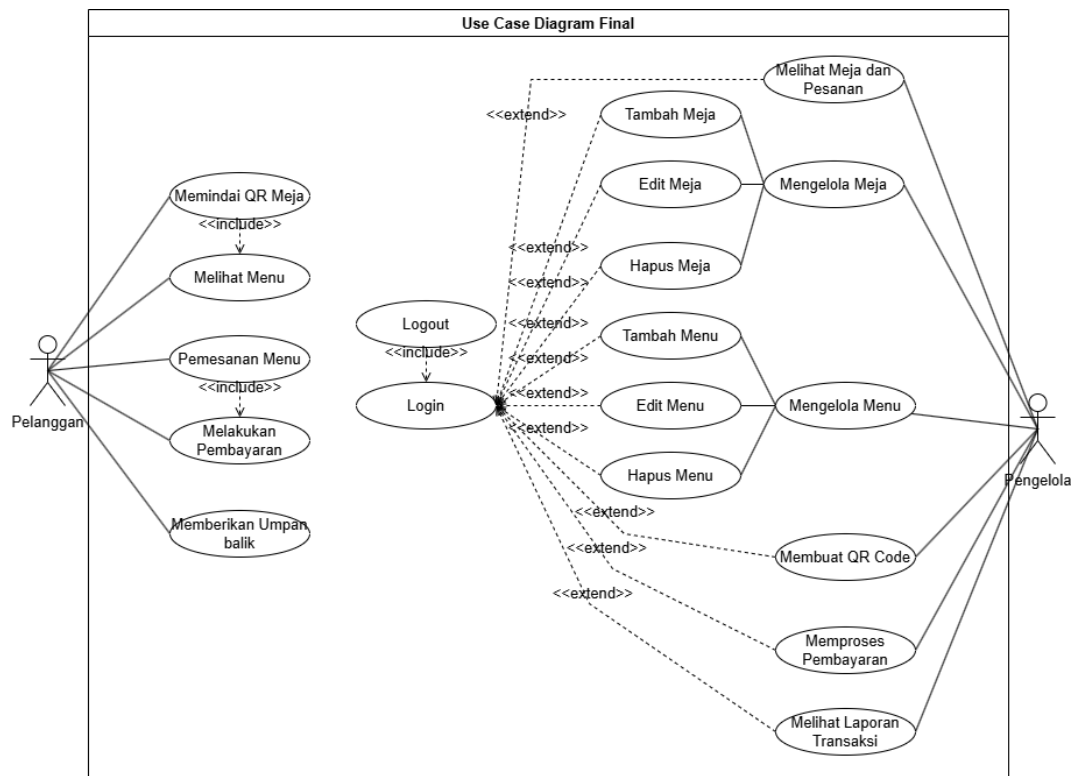 Use Case Diagram Final
Melihat Meja dan
Pesanan
<<extend>>
Tambah Meja
Memindai QR Meja
Edit Meja
Mengelola Meja
<<include>>
<<extend>>
Hapus Meja
Melihat Menu
<<extend>>
Logout
<<extend>>
Tambah Menu
Pemesanan Menu
<<include>>
<<extend>>
<<include>>
<<extend>>
Login
Edit Menu
Mengelola Menu
Pelanggan
Melakukan
Pembayaran
<<extend>>
Hapus Menu
Pengelola
<<extend>>
Memberikan Umpan
balik
<<extend>>
Membuat QR Code
<<extend>>
Memproses
Pembayaran
Melihat Laporan
Transaksi